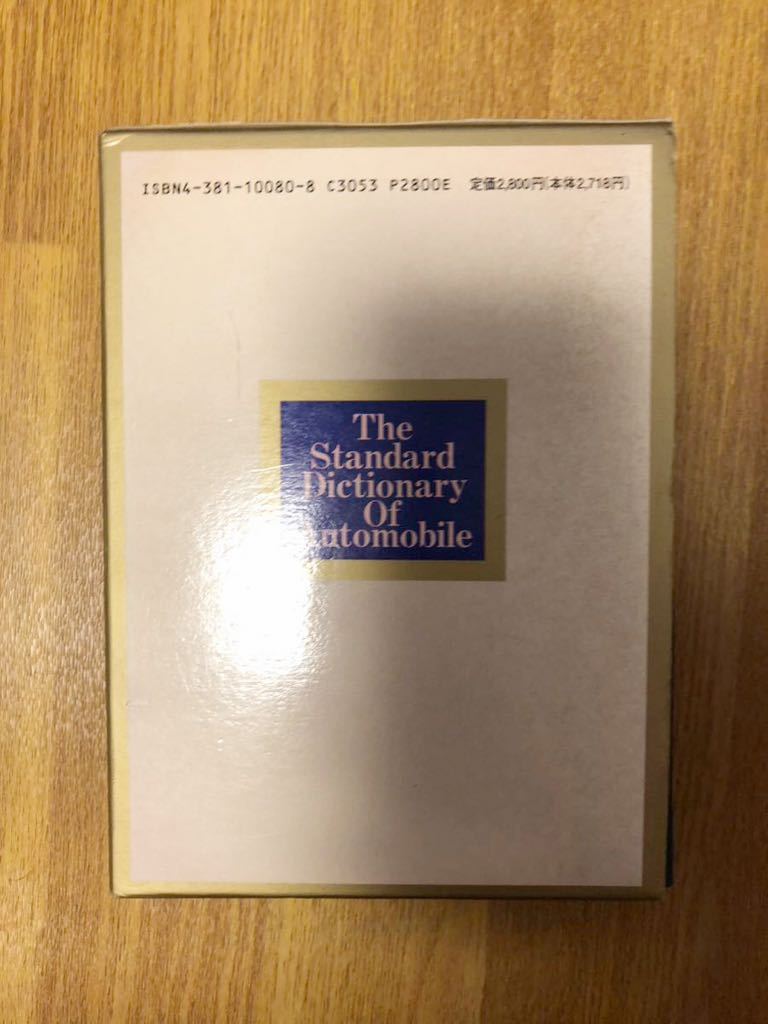 ISBN4-381-10080-8 C3053 P2800E 定価2,800円(本体2,718円)
The
Standard
Dictionary
Of
Automobile